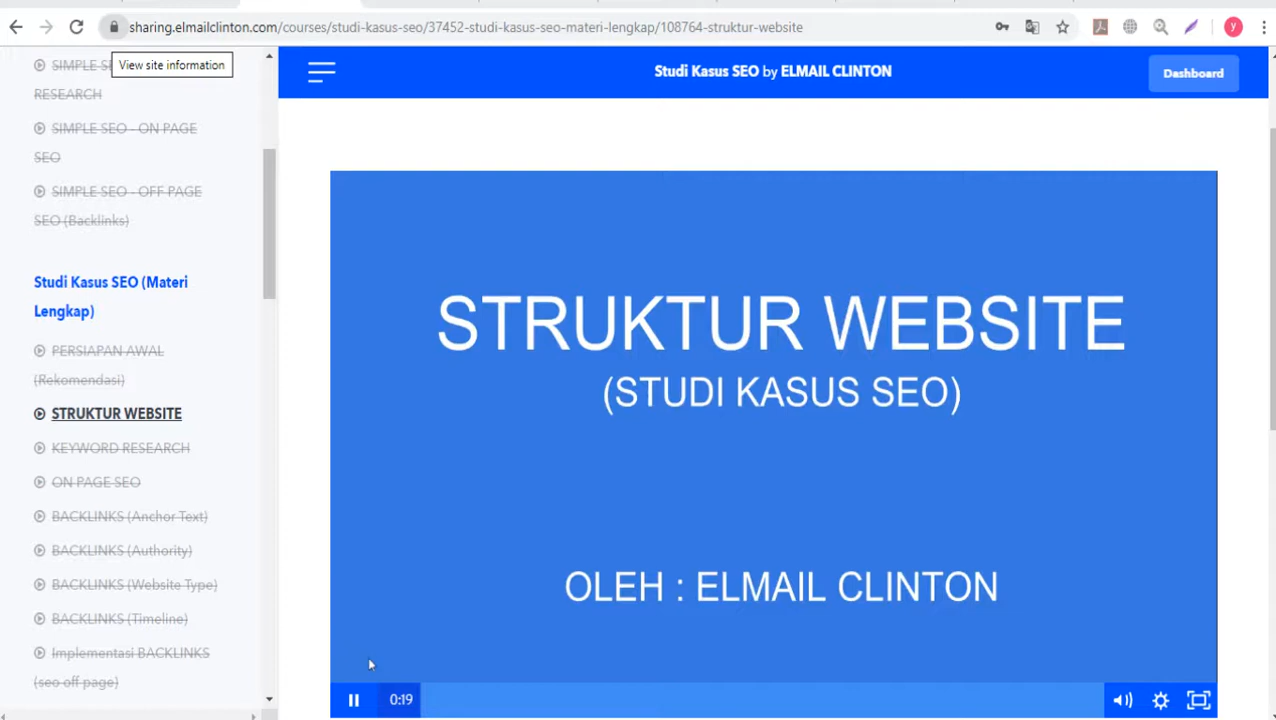 sharing.elmailclinton.com/courses/studi-kasus-seo/37452-studi-kasus-seo-materi-lengkap/108764-struktur-website
View site information
SIMPLE SE
RESEARCH
SIMPLE SEO - ON PAGE
SEO
SIMPLE SEO - OFF PAGE
SEO (Backlinks)
Studi Kasus SEO (Materi
Lengkap)
PERSIAPAN AWAL
(Rekomendasi)
STRUKTUR WEBSITE
KEYWORD RESEARCH
ON PAGE SEO
BACKLINKS (Anchor Text)
BACKLINKS (Authority)
BACKLINKS (Website Type)
BACKLINKS (Timeline)
Implementasi BACKLINKS
(seo off page)
Studi Kasus SEO by ELMAIL CLINTON
Dashboard
STRUKTUR WEBSITE
(STUDI KASUS SEO)
OLEH : ELMAIL CLINTON
0:19
y